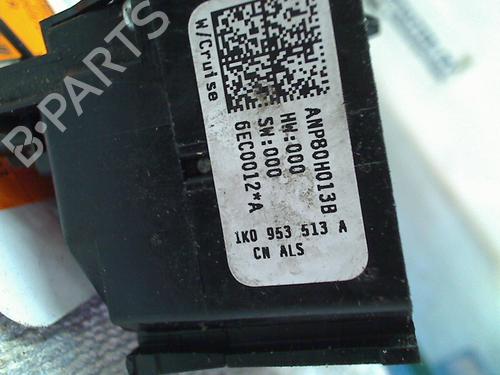 W/Cruise
ANP80H013B
HW:000
SW:000
6EC0012*A
1K0 953 513 A
CN ALS
B-PARTS